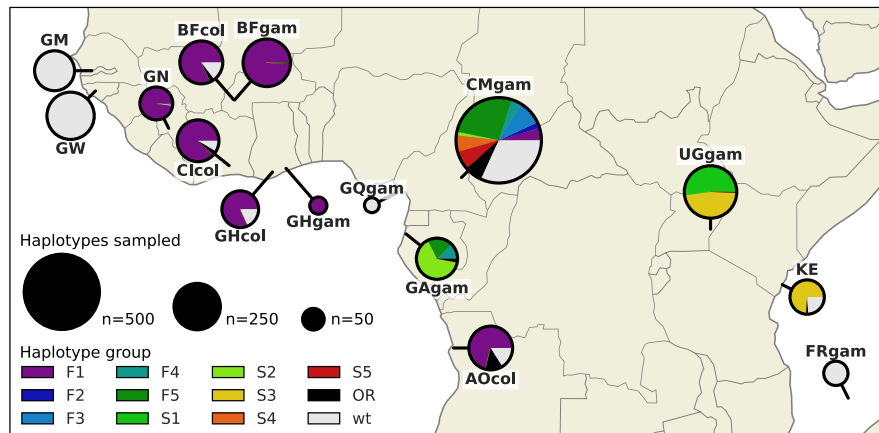 BFcol
BFgam
GM
GN
CMgam
GW
CIcol
UGgam
GQgam
GHcol
GHgam
Haplotypes sampled
KE
GAgam
n=500
n=250
n=50
Haplotype group
FRgam
F1 F4 S2 S5
AOcol
F2 F5 S3 OR
F3 S1 S4 wt